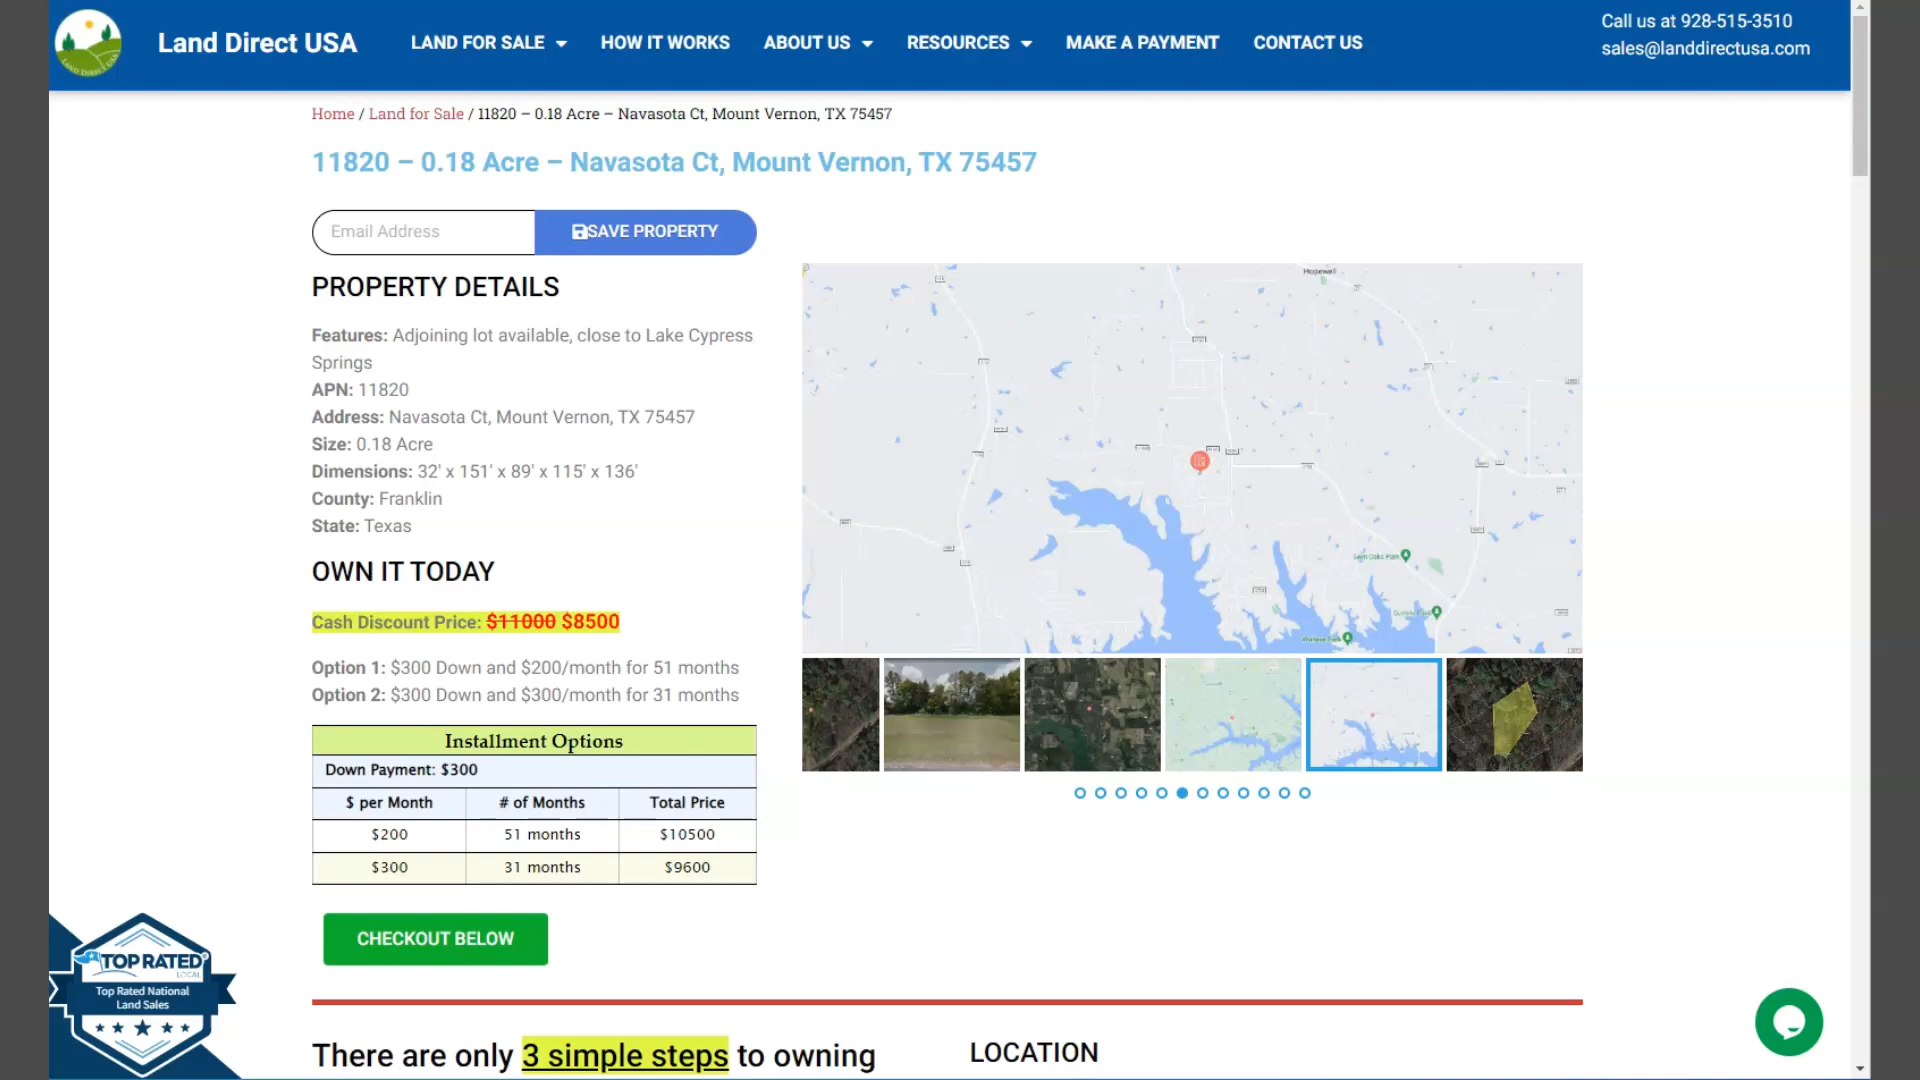 Land Direct USA
LAND FOR SALE
HOW IT WORKS
ABOUT US
RESOURCES
MAKE A PAYMENT
CONTACT US
Call us at 928-515-3510
sales@landdirectusa.com
Home / Land for Sale / 11820 – 0.18 Acre – Navasota Ct, Mount Vernon, TX 75457
11820 – 0.18 Acre – Navasota Ct, Mount Vernon, TX 75457
Email Address
SAVE PROPERTY
PROPERTY DETAILS
Features: Adjoining lot available, close to Lake Cypress
Springs
APN: 11820
Address: Navasota Ct, Mount Vernon, TX 75457
Size: 0.18 Acre
Dimensions: 32' x 151' x 89' x 115' x 136'
County: Franklin
State: Texas
Hopewell
OWN IT TODAY
Cash Discount Price: $11000 $8500
Option 1: $300 Down and $200/month for 51 months
Option 2: $300 Down and $300/month for 31 months
Installment Options
Down Payment: $300
$ per Month # of Months Total Price
$200 51 months $10500
$300 31 months $9600
CHECKOUT BELOW
TOP RATED
LOCAL
Top Rated National
Land Sales
There are only 3 simple steps to owning
LOCATION